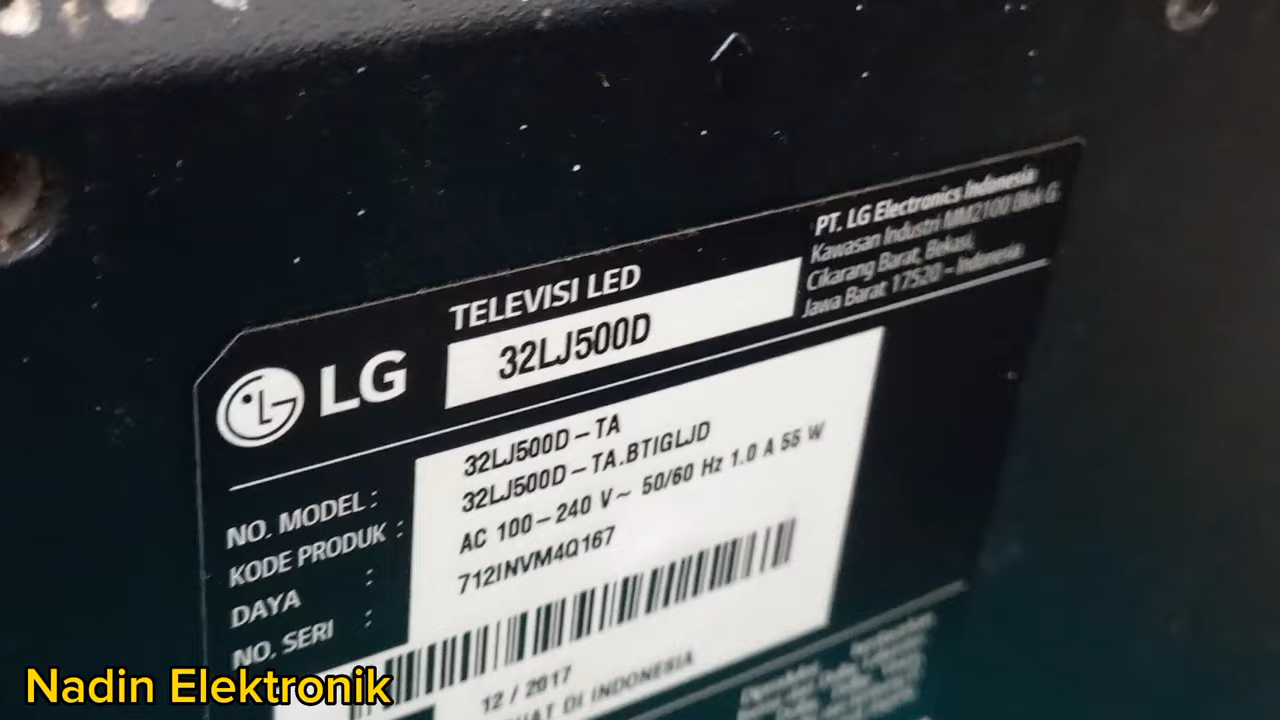 TELEVISI LED
LG
32LJ500D
PT. LG Electronics Indonesia
Kawasan Industri MM2100 Blok G
Cikarang Barat, Bekasi,
Jawa Barat 17520 - Indonesia
NO. MODEL : 32LJ500D-TA
KODE PRODUK : 32LJ500D-TA.BTIGLJD
DAYA : AC 100-240 V~ 50/60 Hz 1.0 A 55 W
NO. SERI : 712INVM4Q167
12 / 2017
DI INDONESIA
Nadin Elektronik